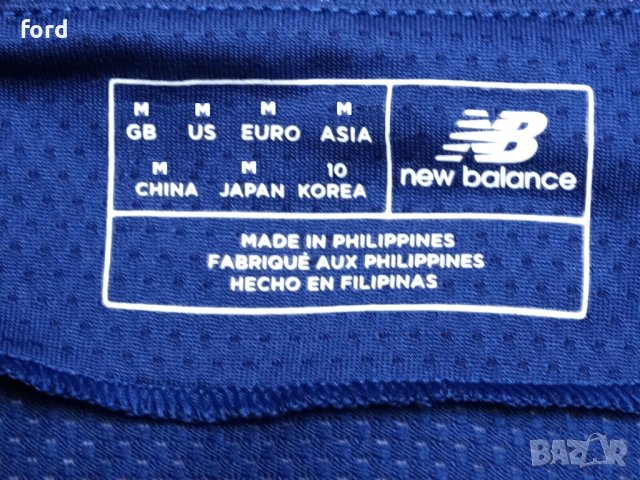 ford
M M M M
GB US EURO ASIA
M M 10
CHINA JAPAN KOREA
NB
new balance
MADE IN PHILIPPINES
FABRIQUÉ AUX PHILIPPINES
HECHO EN FILIPINAS
BAZAR